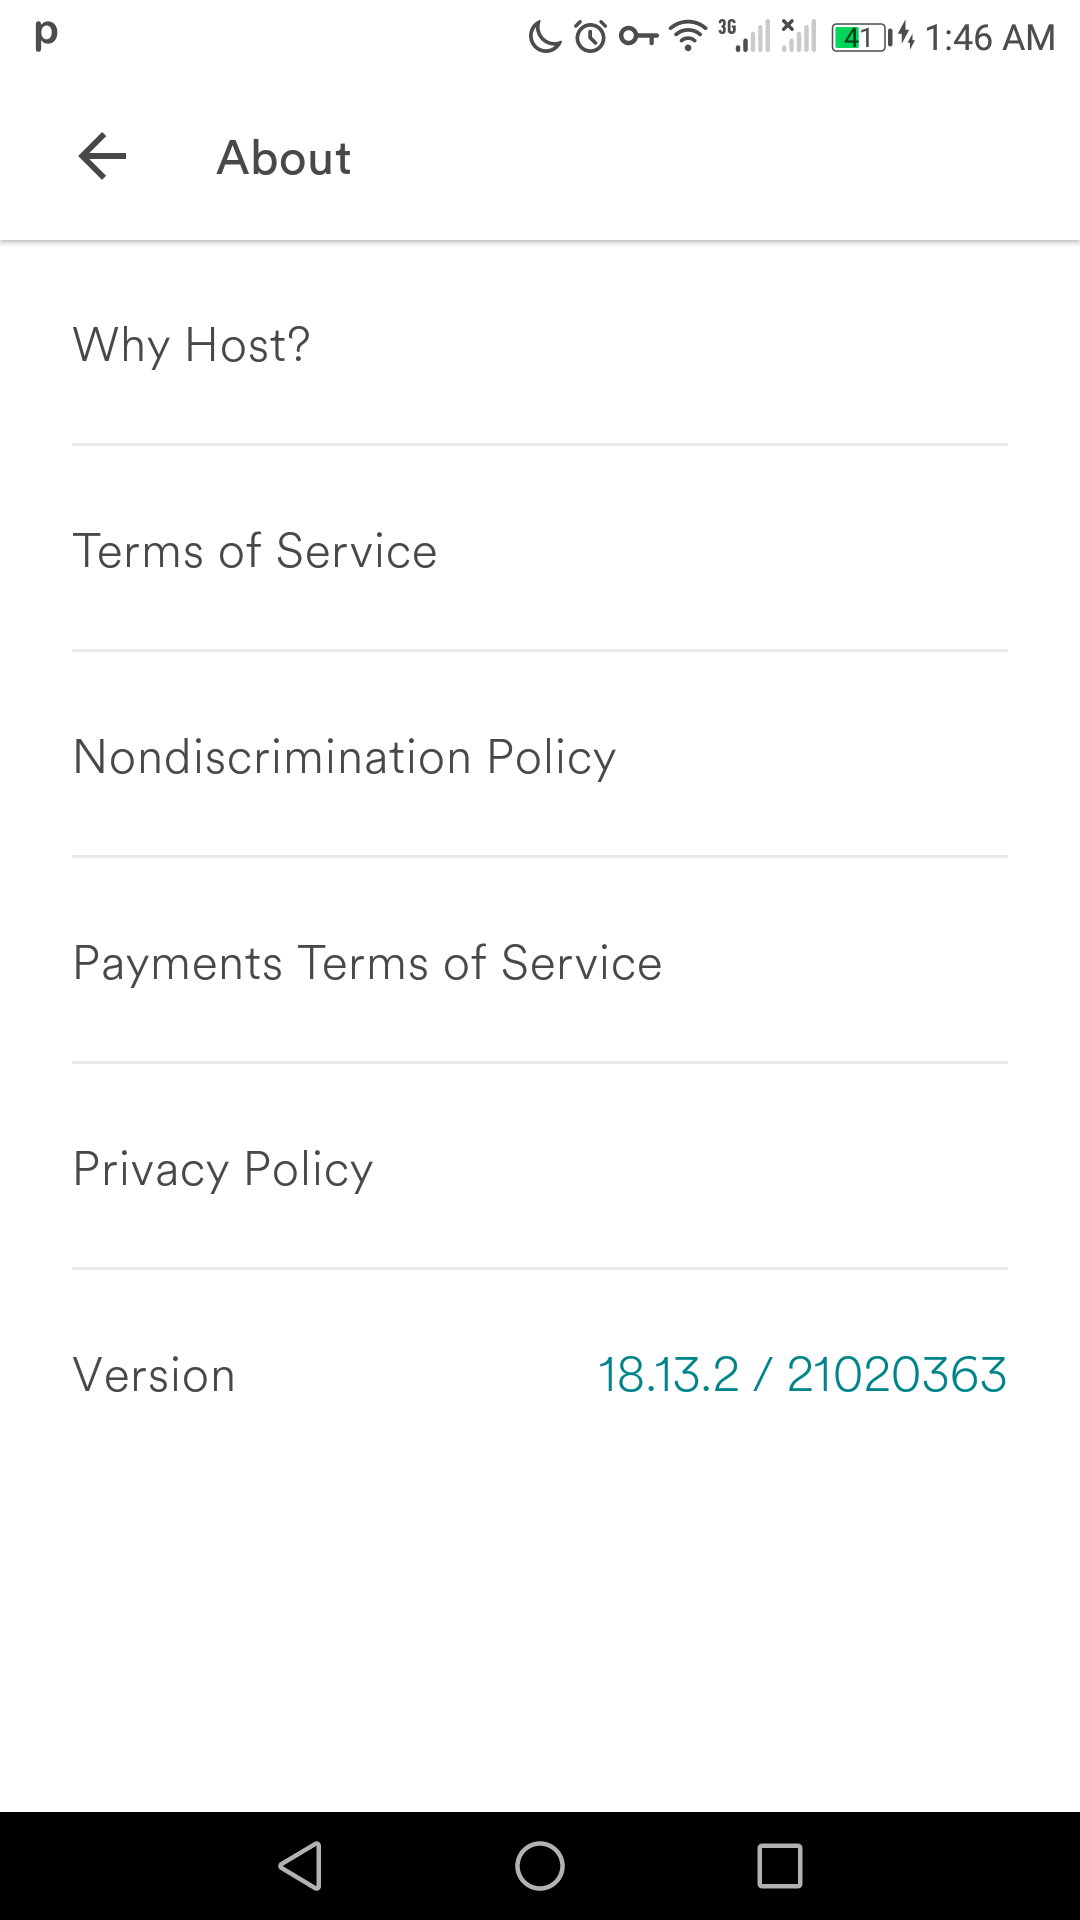 p 3G 41 1:46 AM
About
Why Host?
Terms of Service
Nondiscrimination Policy
Payments Terms of Service
Privacy Policy
Version 18.13.2 / 21020363